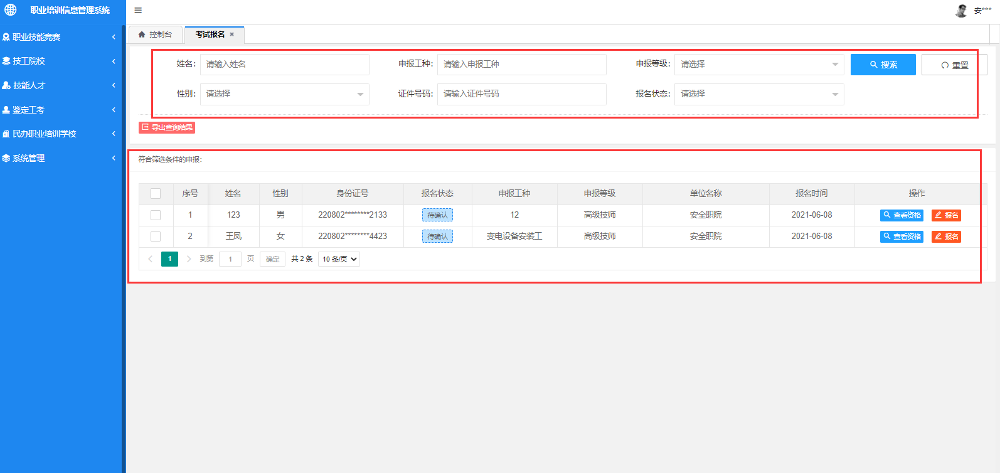 职业培训信息管理系统
安***
职业技能竞赛
技工院校
技能人才
鉴定工考
民办职业培训学校
系统管理
控制台 考试报名
姓名: 请输入姓名 申报工种: 请输入申报工种 申报等级: 请选择 搜索 重置
性别: 请选择 证件号码: 请输入证件号码 报名状态: 请选择
导出查询结果
符合筛选条件的申报:
序号 姓名 性别 身份证号 报名状态 申报工种 申报等级 单位名称 报名时间 操作
1 123 男 220802********2133 待确认 12 高级技师 安全职院 2021-06-08 查看资格 报名
2 王凤 女 220802********4423 待确认 变电设备安装工 高级技师 安全职院 2021-06-08 查看资格 报名
1 到第 1 页 确定 共 2 条 10 条/页